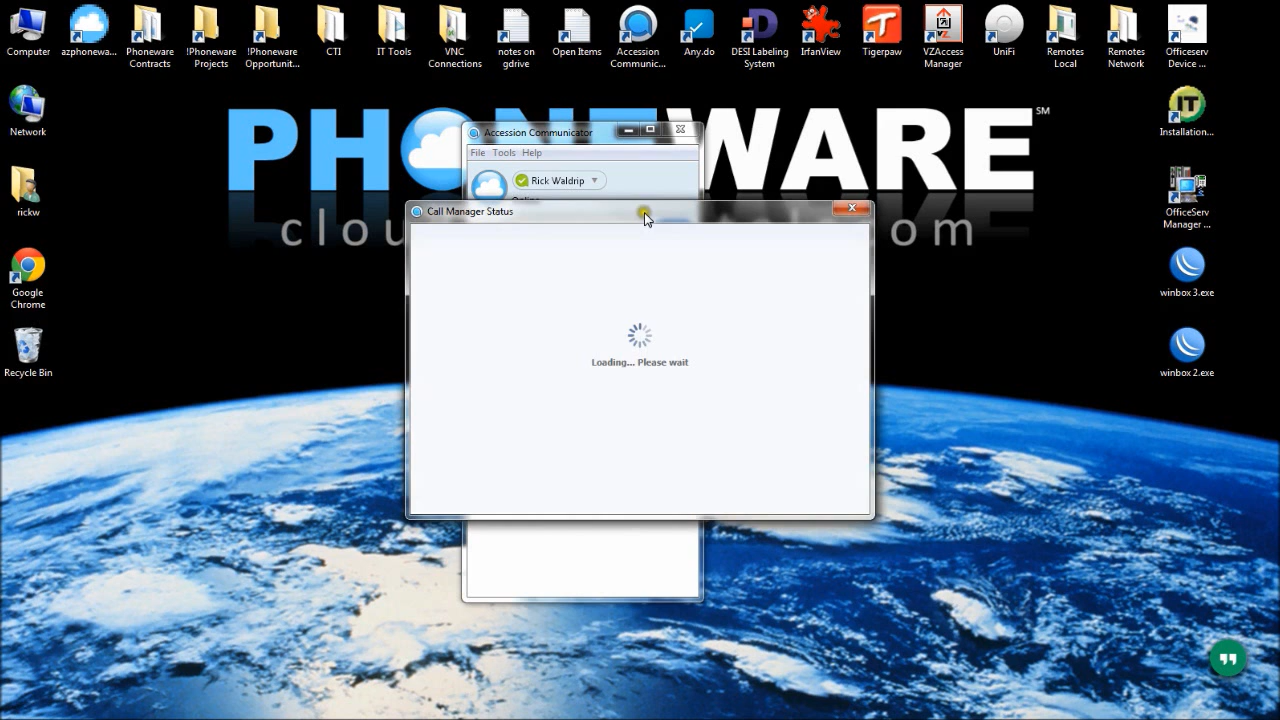 Computer
azphonewa...
Phoneware
Contracts
!Phoneware
Projects
!Phoneware
Opportunit...
CTI
IT Tools
VNC
Connections
notes on
gdrive
Open Items
Accession
Communic...
Any.do
DESI Labeling
System
IrfanView
Tigerpaw
VZAccess
Manager
UniFi
Remotes
Local
Remotes
Network
Officeserv
Device ...
Network
IT
Installation...
rickw
OfficeServ
Manager ...
Google
Chrome
winbox 3.exe
Recycle Bin
winbox 2.exe
PHONEWARE SM
Accession Communicator
File Tools Help
Rick Waldrip
Call Manager Status
Loading... Please wait